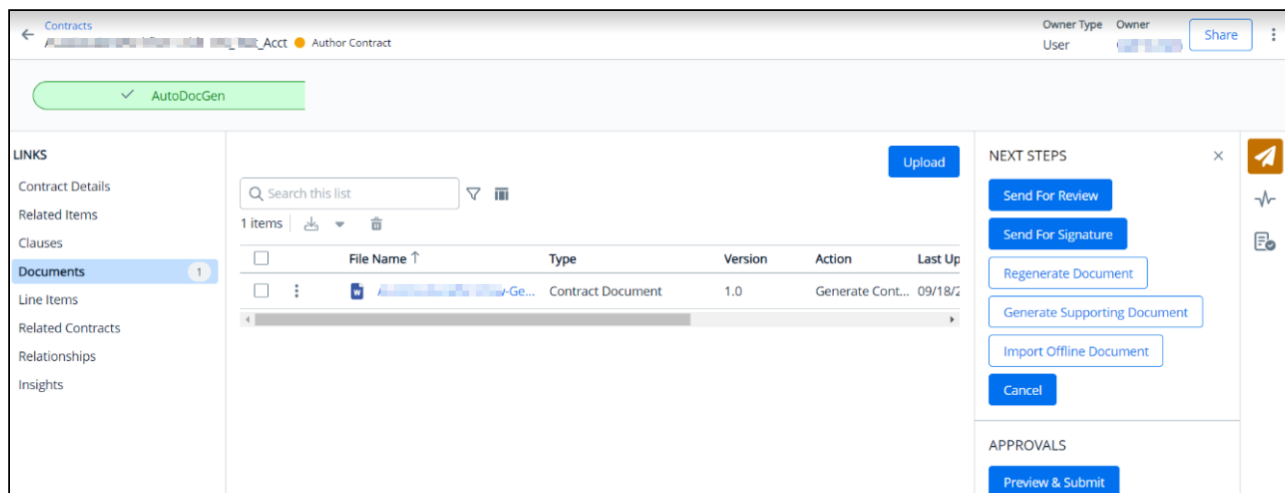 Contracts
Acct Author Contract
Owner Type Owner
User
Share
AutoDocGen
LINKS
Contract Details
Related Items
Clauses
Documents 1
Line Items
Related Contracts
Relationships
Insights
Upload
Search this list
1 items
File Name ↑ Type Version Action Last Up
-Ge... Contract Document 1.0 Generate Cont... 09/18/2
NEXT STEPS
Send For Review
Send For Signature
Regenerate Document
Generate Supporting Document
Import Offline Document
Cancel
APPROVALS
Preview & Submit